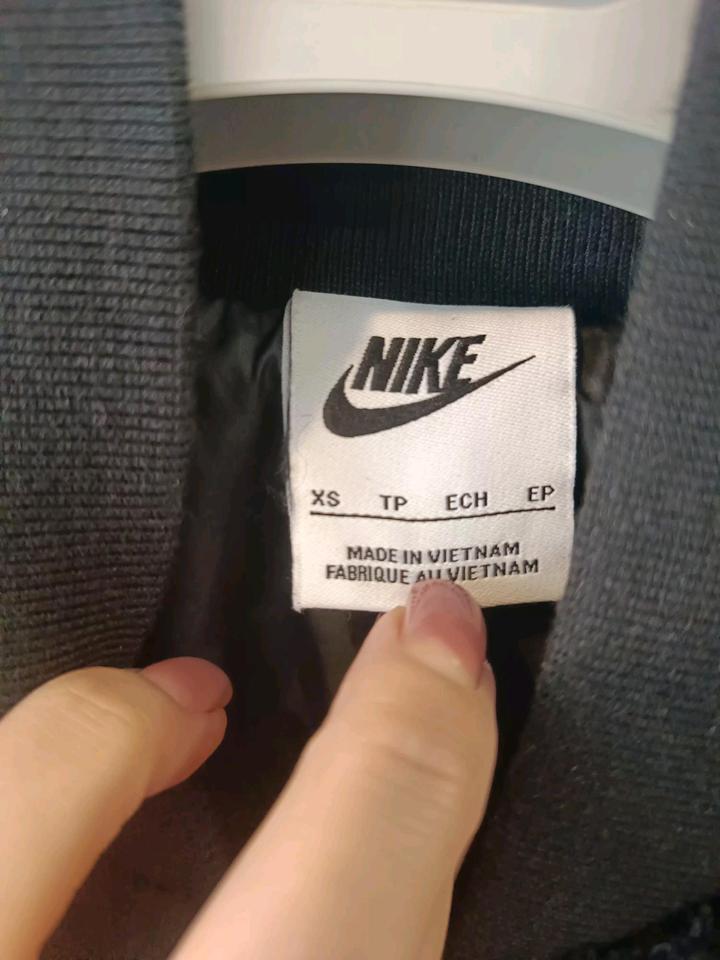 NIKE
XS TP ECH EP
MADE IN VIETNAM
FABRIQUE AU VIETNAM